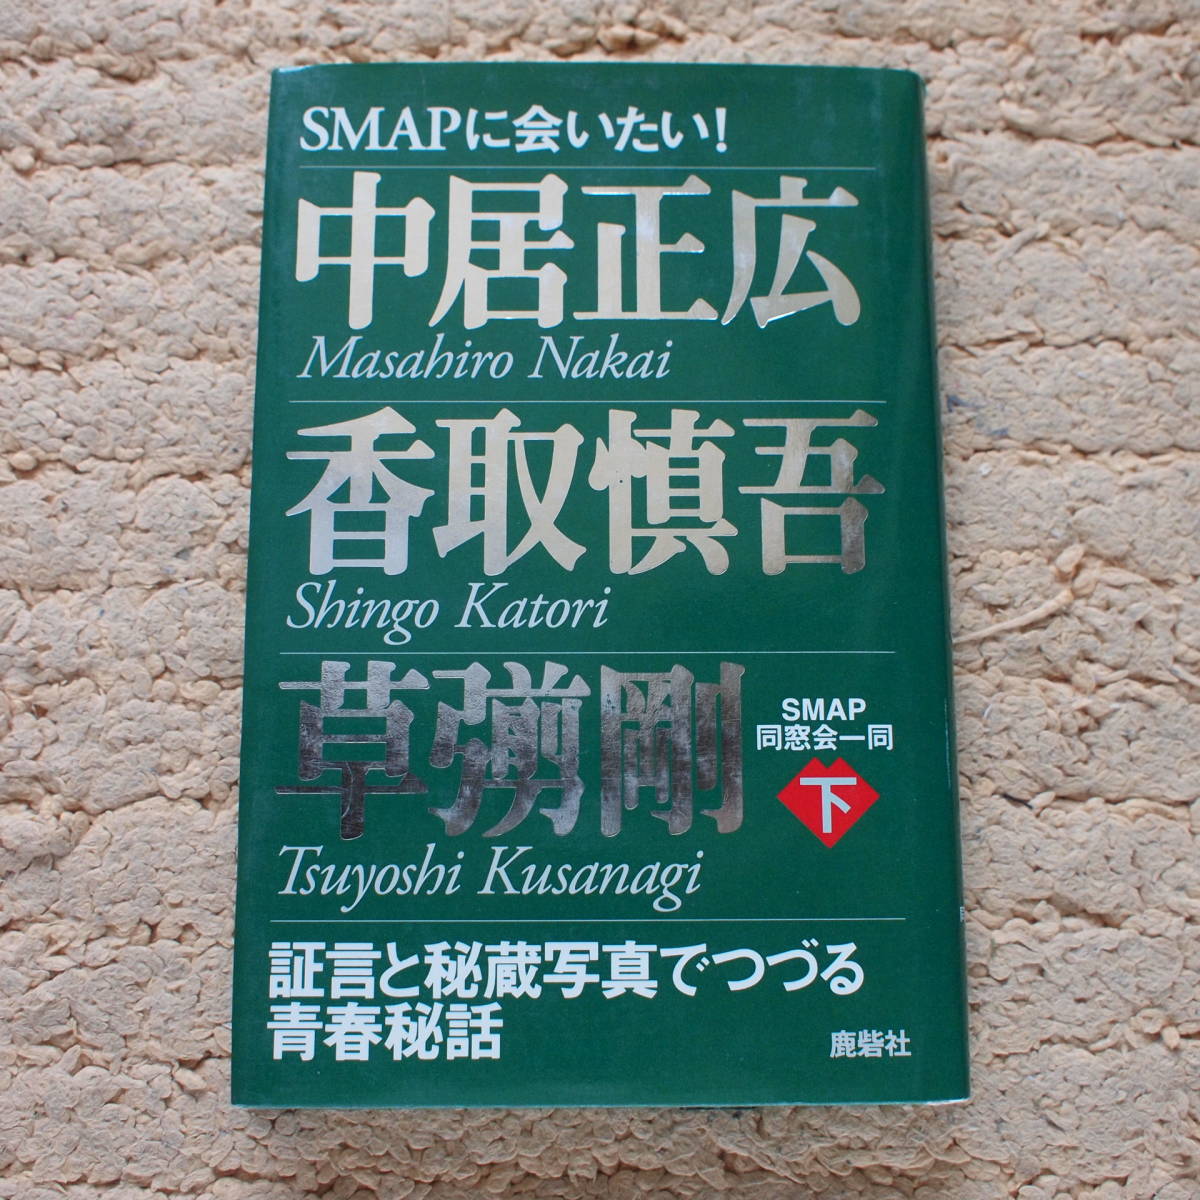 SMAPに会いたい!
中居正広
Masahiro Nakai
香取慎吾
Shingo Katori
草彅剛
Tsuyoshi Kusanagi
SMAP
同窓会一同
下
証言と秘蔵写真でつづる
青春秘話
鹿砦社